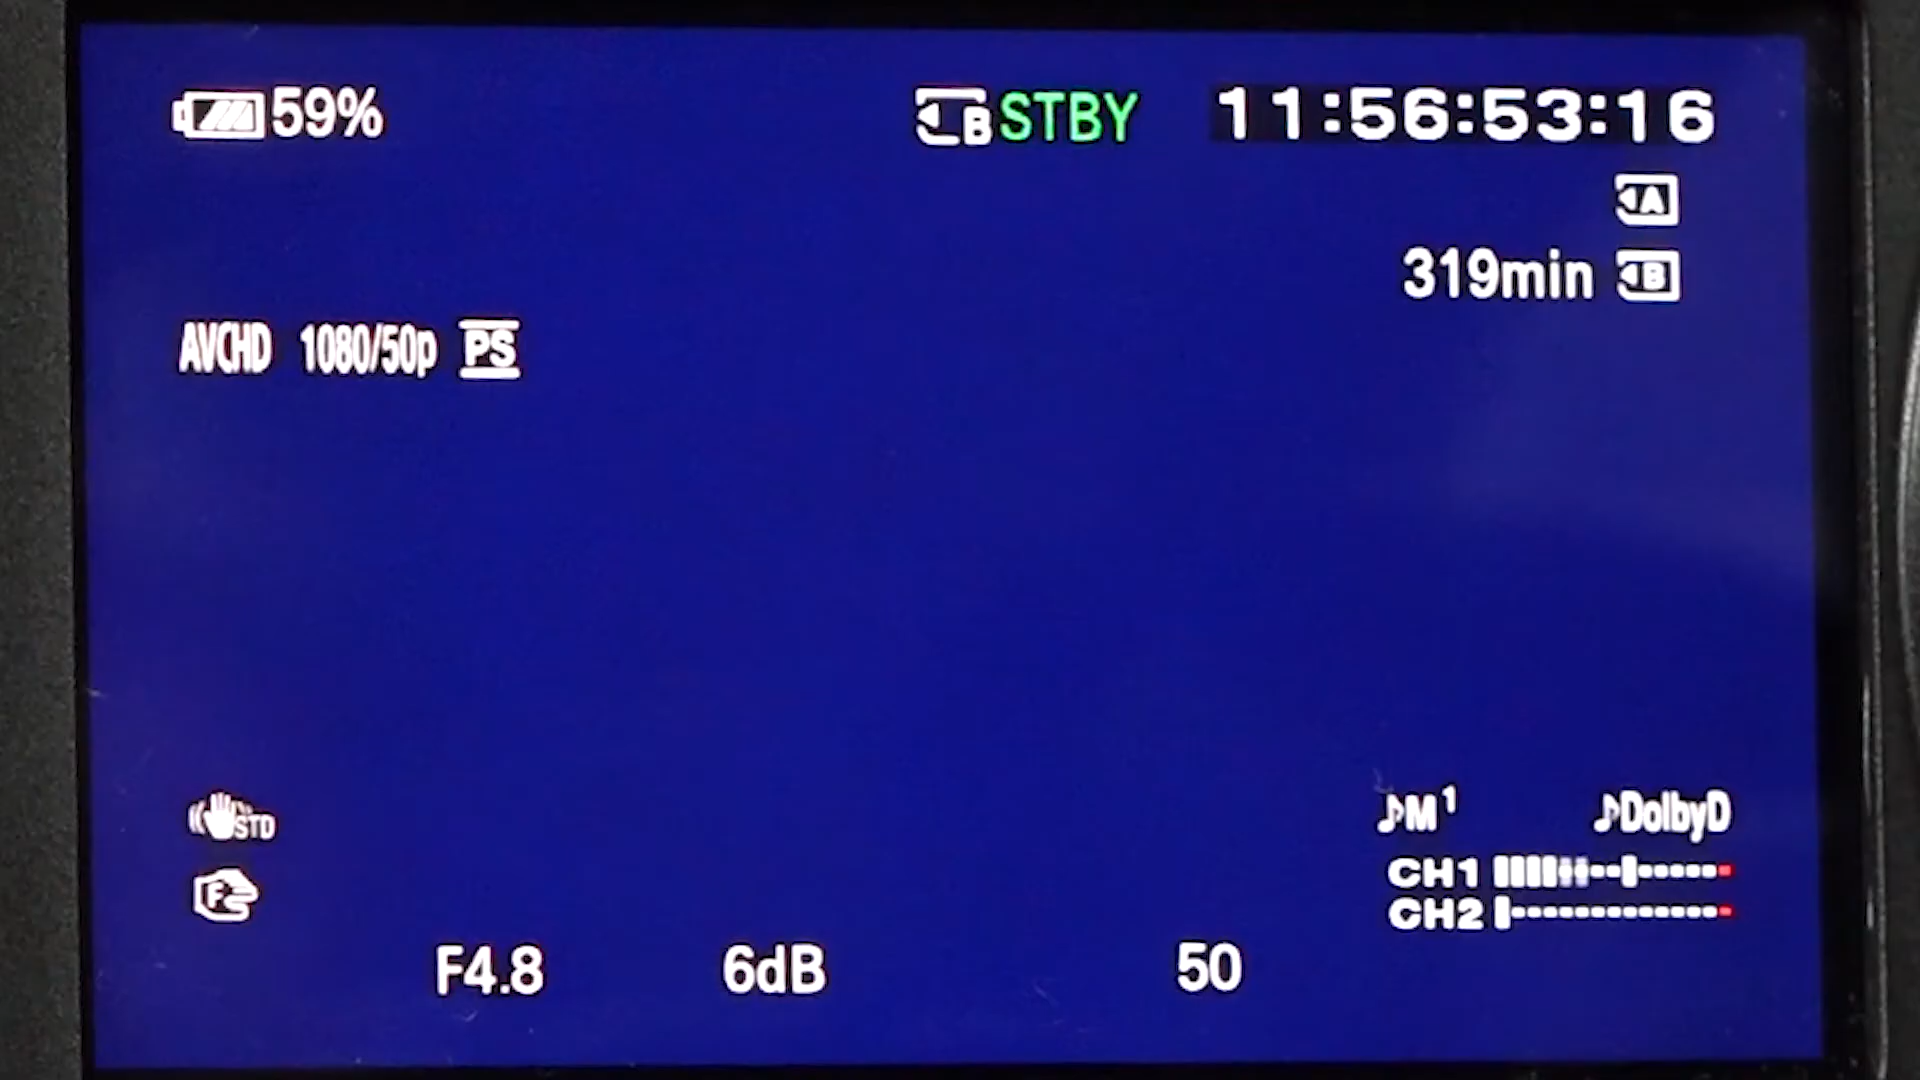 59%
B STBY 11:56:53:16
A
319min B
AVCHD 1080/50p PS
STD
F
♪M1 ♪DolbyD
CH1
CH2
F4.8 6dB 50